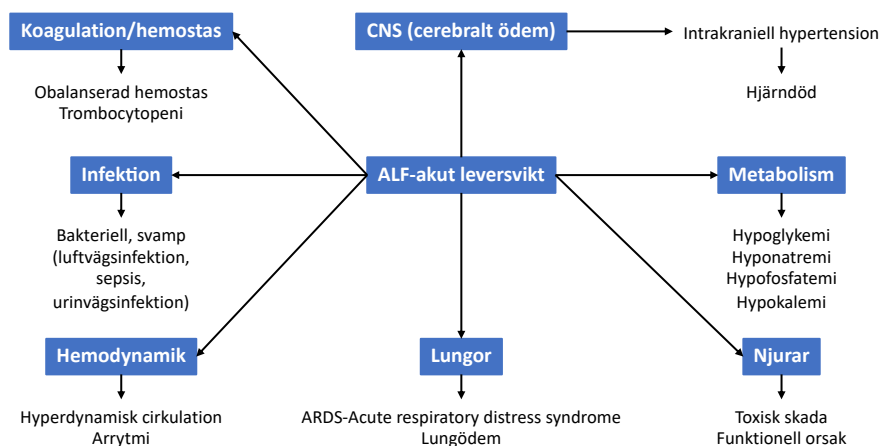 Koagulation/hemostas
Obalanserad hemostas
Trombocytopeni
CNS (cerebralt ödem)
Intrakraniell hypertension
Hjärndöd
Infektion
Bakteriell, svamp
(luftvägsinfektion,
sepsis,
urinvägsinfektion)
ALF-akut leversvikt
Metabolism
Hypoglykemi
Hyponatremi
Hypofosfatemi
Hypokalemi
Hemodynamik
Hyperdynamisk cirkulation
Arrytmi
Lungor
ARDS-Acute respiratory distress syndrome
Lungödem
Njurar
Toxisk skada
Funktionell orsak